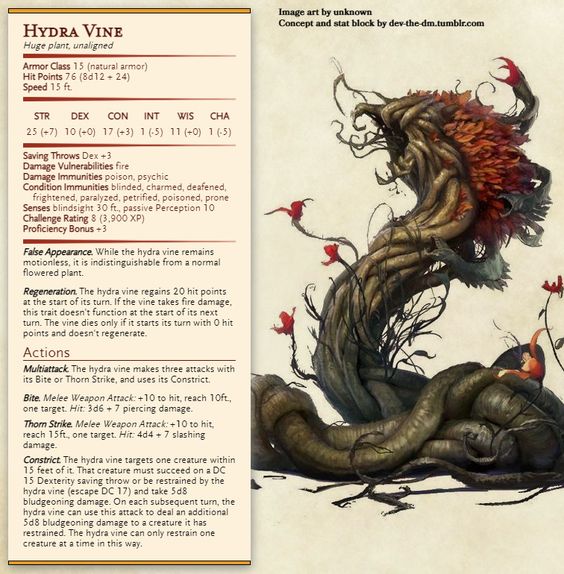 Image art by unknown
Concept and stat block by dev-the-dm.tumblr.com
Hydra Vine
Huge plant, unaligned
Armor Class 15 (natural armor)
Hit Points 76 (8d12 + 24)
Speed 15 ft.
STR DEX CON INT WIS CHA
25 (+7) 10 (+0) 17 (+3) 1 (-5) 11 (+0) 1 (-5)
Saving Throws Dex +3
Damage Vulnerabilities fire
Damage Immunities poison, psychic
Condition Immunities blinded, charmed, deafened,
frightened, paralyzed, petrified, poisoned, prone
Senses blindsight 30 ft., passive Perception 10
Challenge Rating 8 (3,900 XP)
Proficiency Bonus +3
False Appearance. While the hydra vine remains
motionless, it is indistinguishable from a normal
flowered plant.
Regeneration. The hydra vine regains 20 hit points
at the start of its turn. If the vine takes fire damage,
this trait doesn't function at the start of its next
turn. The vine dies only if it starts its turn with 0 hit
points and doesn't regenerate.
Actions
Multiattack. The hydra vine makes three attacks with
its Bite or Thorn Strike, and uses its Constrict.
Bite. Melee Weapon Attack: +10 to hit, reach 10ft.,
one target. Hit: 3d6 + 7 piercing damage.
Thorn Strike. Melee Weapon Attack: +10 to hit,
reach 15ft., one target. Hit: 4d4 + 7 slashing
damage.
Constrict. The hydra vine targets one creature within
15 feet of it. That creature must succeed on a DC
15 Dexterity saving throw or be restrained by the
hydra vine (escape DC 17) and take 5d8
bludgeoning damage. On each subsequent turn, the
hydra vine can use this attack to deal an additional
5d8 bludgeoning damage to a creature it has
restrained. The hydra vine can only restrain one
creature at a time in this way.